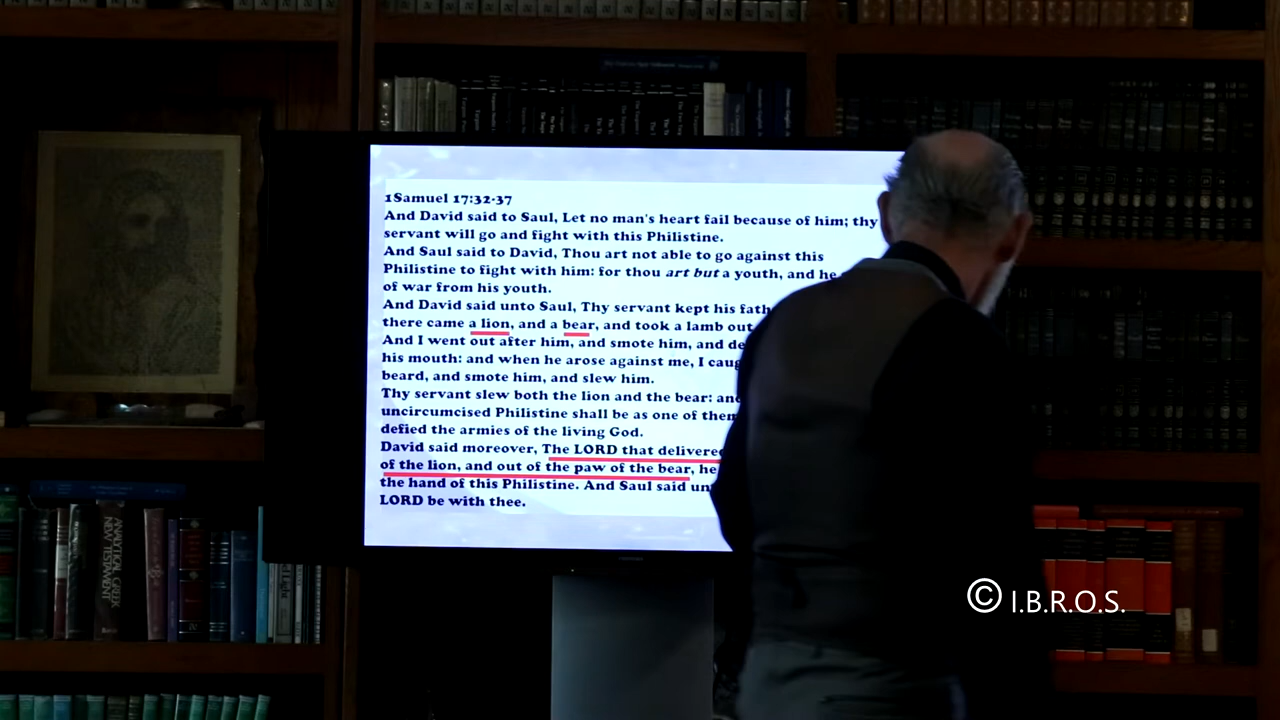 1Samuel 17:32-37
And David said to Saul, Let no man's heart fail because of him; thy
servant will go and fight with this Philistine.
And Saul said to David, Thou art not able to go against this
Philistine to fight with him: for thou art but a youth, and he
of war from his youth.
And David said unto Saul, Thy servant kept his
there came a lion, and a bear, and took a lamb out
And I went out after him, and smote him, and
his mouth: and when he arose against me, I
beard, and smote him, and slew him.
Thy servant slew both the lion and the bear:
uncircumcised Philistine shall be as one of them
defied the armies of the living God.
David said moreover, The LORD that delivered
of the lion, and out of the paw of the bear, he
the hand of this Philistine. And Saul said
LORD be with thee.
ANALYTICAL GREEK
NEW TESTAMENT
© I.B.R.O.S.